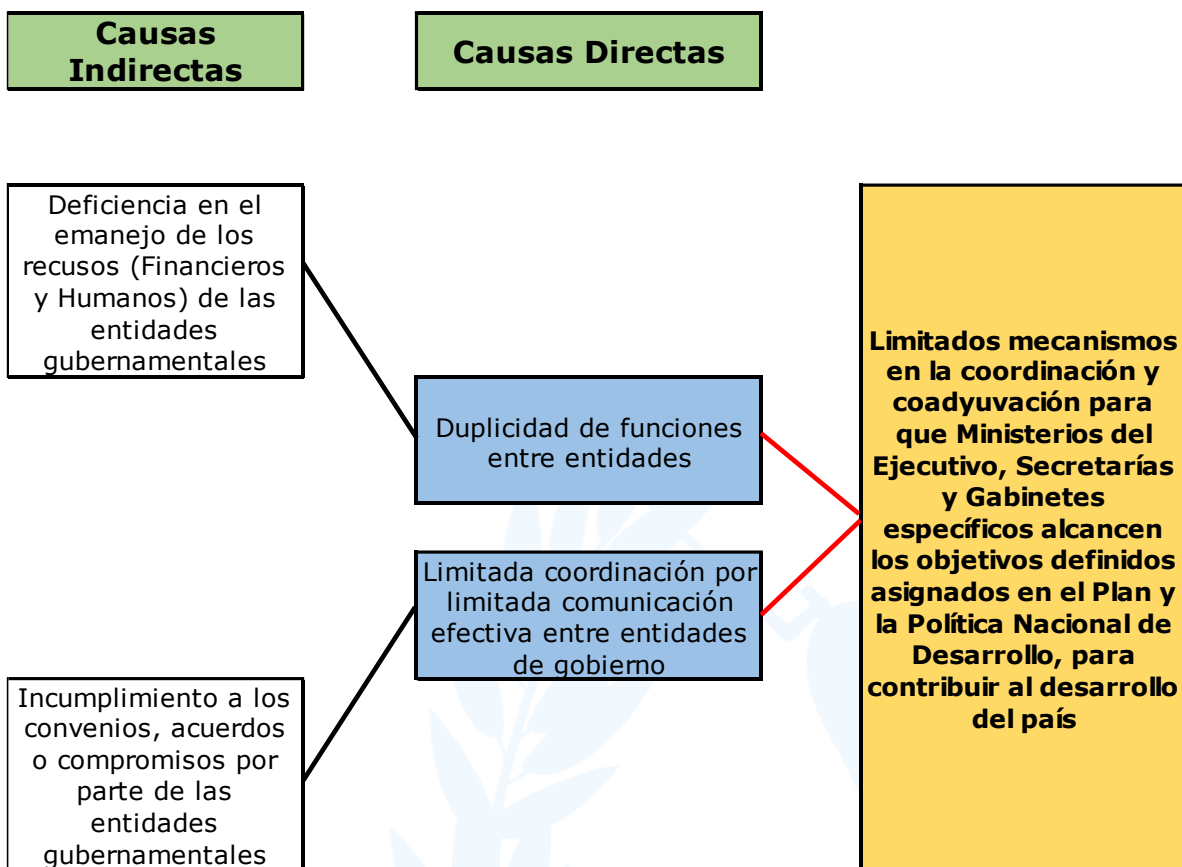 Causas
Indirectas
Causas Directas
Deficiencia en el
emanejo de los
recusos (Financieros
y Humanos) de las
entidades
gubernamentales
Duplicidad de funciones
entre entidades
Limitada coordinación por
limitada comunicación
efectiva entre entidades
de gobierno
Incumplimiento a los
convenios, acuerdos
o compromisos por
parte de las
entidades
gubernamentales
Limitados mecanismos
en la coordinación y
coadyuvación para
que Ministerios del
Ejecutivo, Secretarías
y Gabinetes
específicos alcancen
los objetivos definidos
asignados en el Plan y
la Política Nacional de
Desarrollo, para
contribuir al desarrollo
del país